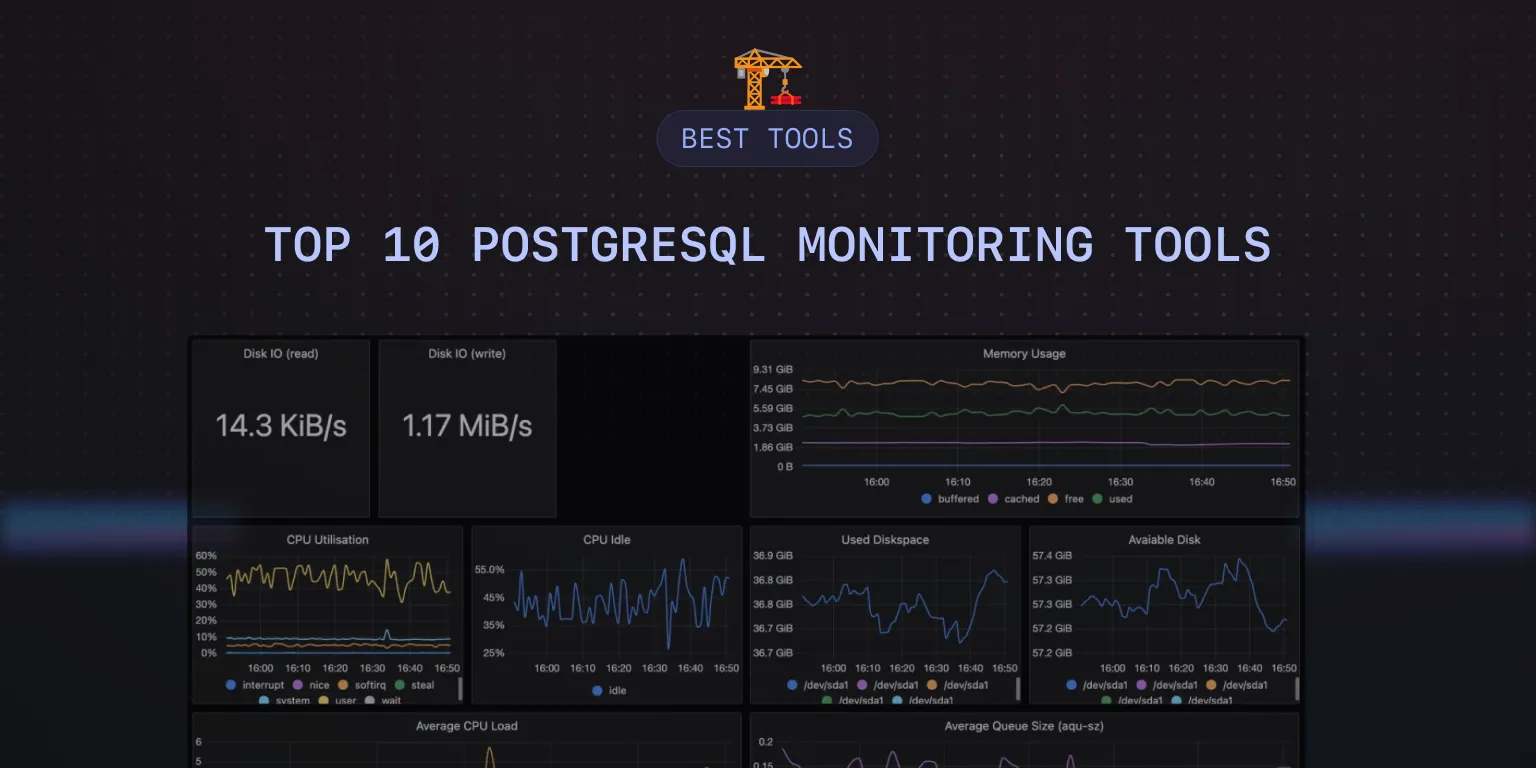 BEST TOOLS
TOP 10 POSTGRESQL MONITORING TOOLS
Disk IO (read)
14.3 KiB/s
Disk IO (write)
1.17 MiB/s
Memory Usage
9.31 GiB
7.45 GiB
5.59 GiB
3.73 GiB
1.86 GiB
0 B
16:00 16:10 16:20 16:30 16:40 16:50
buffered cached free used
CPU Utilisation
60%
50%
40%
30%
20%
10%
0%
16:00 16:10 16:20 16:30 16:40 16:50
interrupt nice softirq steal
system user wait
CPU Idle
55.0%
45%
35%
25%
16:00 16:10 16:20 16:30 16:40 16:50
idle
Used Diskspace
36.9 GiB
36.8 GiB
36.8 GiB
36.7 GiB
36.7 GiB
16:00 16:10 16:20 16:30 16:40 16:50
/dev/sda1 /dev/sda1 /dev/sda1
/dev/sda1 /dev/sda1
Avaiable Disk
57.4 GiB
57.3 GiB
57.3 GiB
57.2 GiB
57.2 GiB
16:00 16:10 16:20 16:30 16:40 16:50
/dev/sda1 /dev/sda1 /dev/sda1
/dev/sda1 /dev/sda1
Average CPU Load
6
5
Average Queue Size (aqu-sz)
0.2
0.15